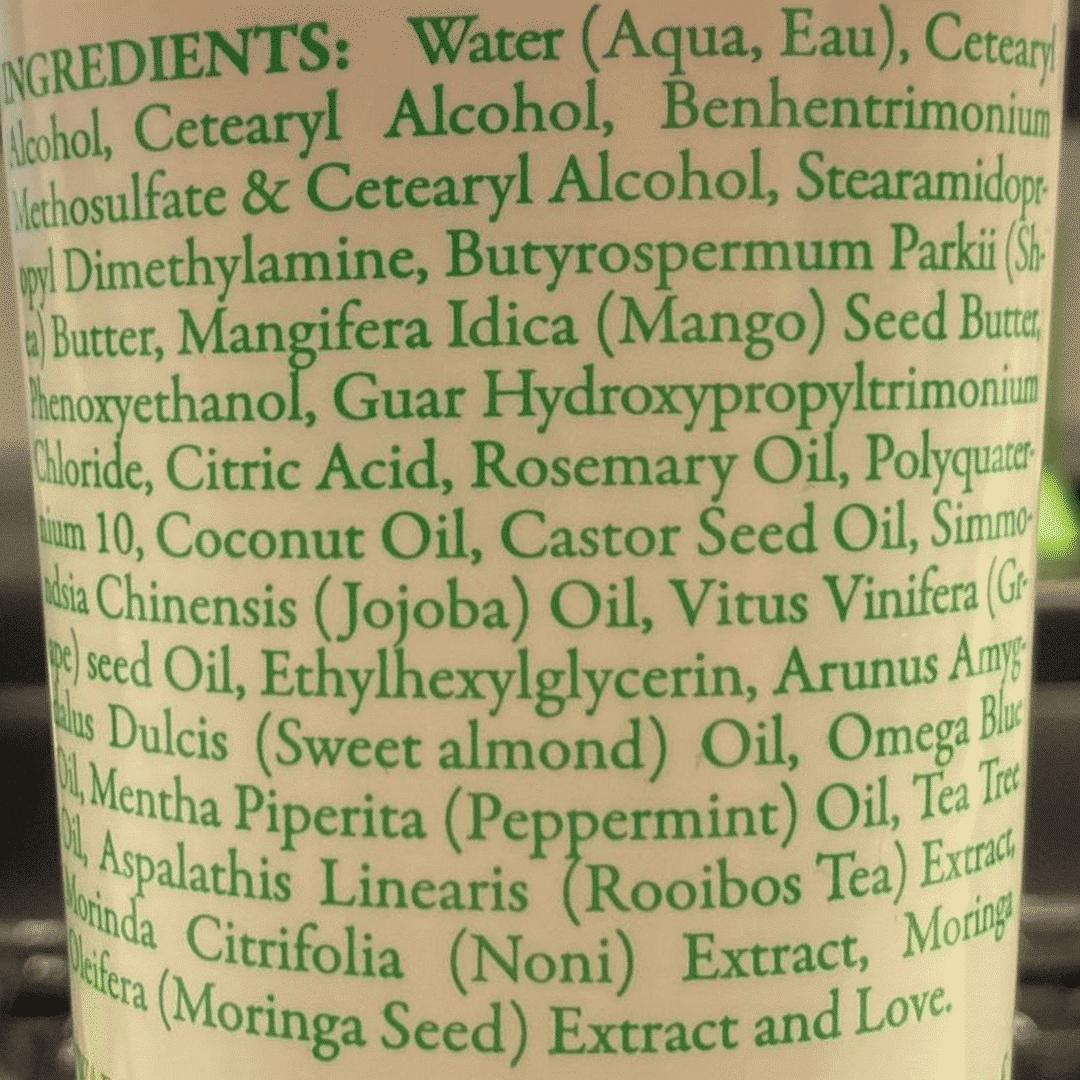 INGREDIENTS: Water (Aqua, Eau), Cetearyl
Alcohol, Cetearyl Alcohol, Benhentrimonium
Methosulfate & Cetearyl Alcohol, Stearamidopr-
opyl Dimethylamine, Butyrospermum Parkii (Sh-
ea) Butter, Mangifera Idica (Mango) Seed Butter,
Phenoxyethanol, Guar Hydroxypropyltrimonium
Chloride, Citric Acid, Rosemary Oil, Polyquater-
nium 10, Coconut Oil, Castor Seed Oil, Simmo-
ndsia Chinensis (Jojoba) Oil, Vitus Vinifera (Gr-
ape) seed Oil, Ethylhexylglycerin, Arunus Amyg-
dalus Dulcis (Sweet almond) Oil, Omega Blue
Oil, Mentha Piperita (Peppermint) Oil, Tea Tree
Oil, Aspalathis Linearis (Rooibos Tea) Extract,
Morinda Citrifolia (Noni) Extract, Moringa
Oleifera (Moringa Seed) Extract and Love.